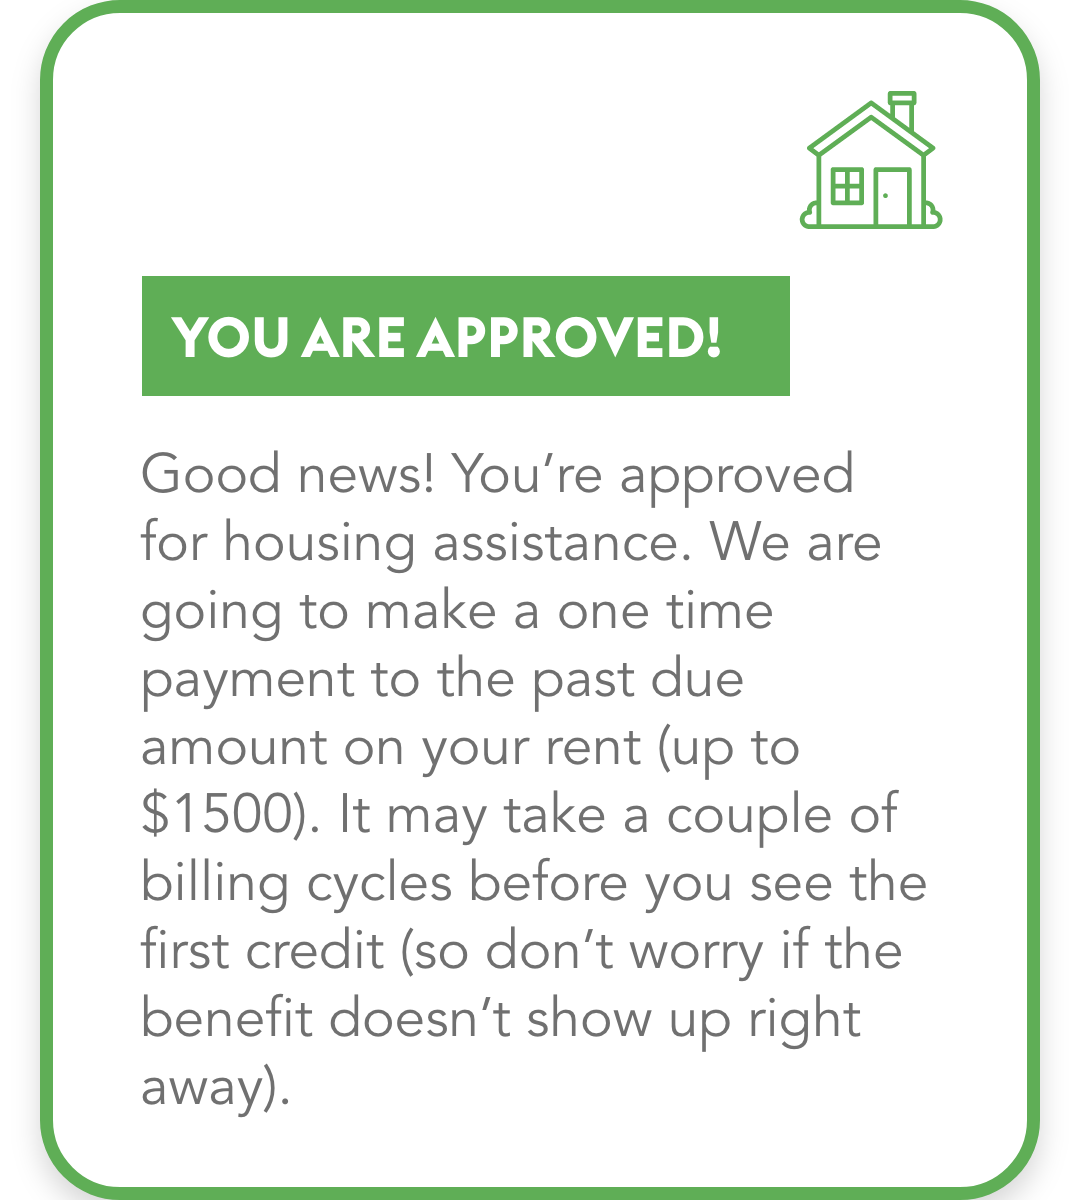 YOU ARE APPROVED!
Good news! You’re approved
for housing assistance. We are
going to make a one time
payment to the past due
amount on your rent (up to
$1500). It may take a couple of
billing cycles before you see the
first credit (so don’t worry if the
benefit doesn’t show up right
away).